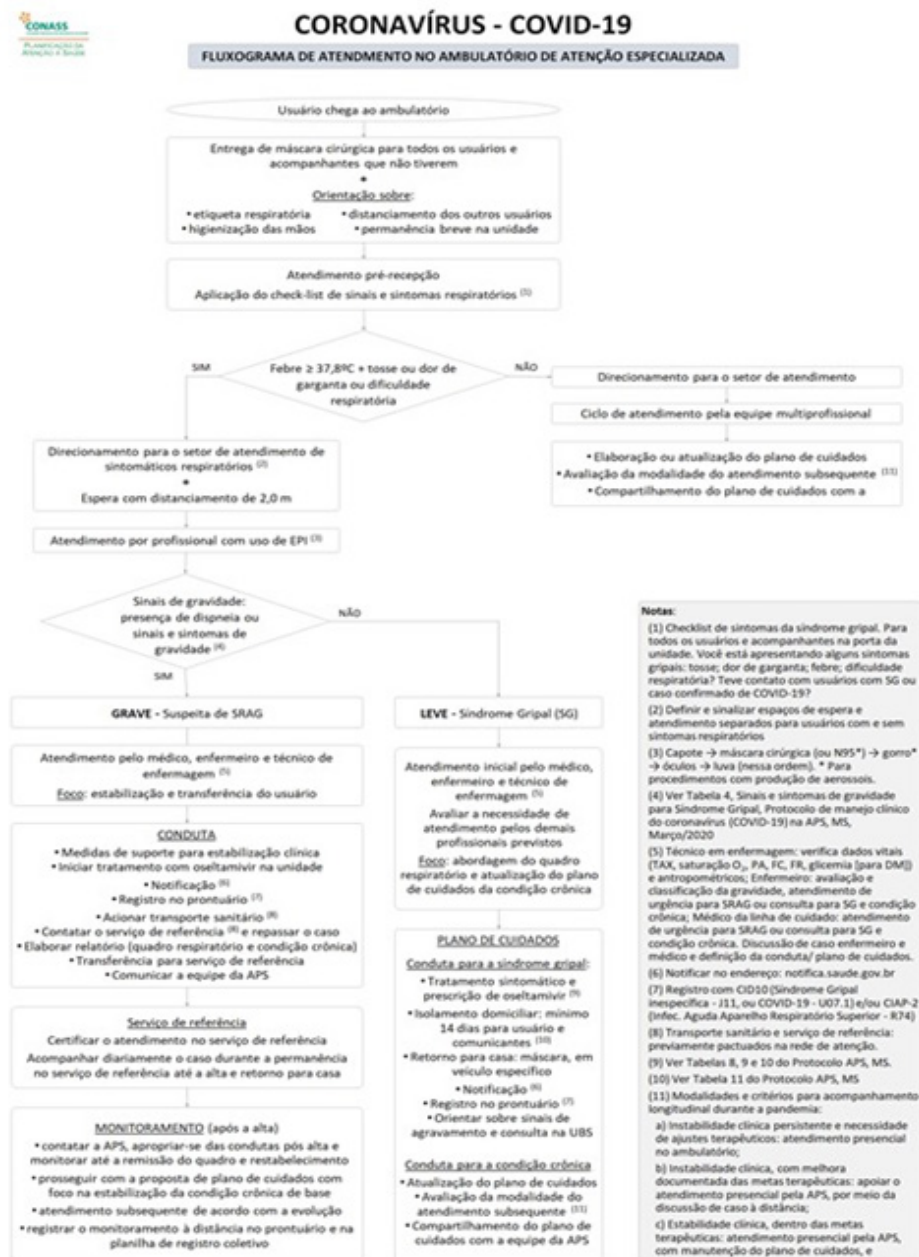 CONASS
PLANIFICAÇÃO DA
ATENÇÃO À SAÚDE
CORONAVÍRUS - COVID-19
FLUXOGRAMA DE ATENDMENTO NO AMBULATÓRIO DE ATENÇÃO ESPECIALIZADA
Usuário chega ao ambulatório
Entrega de máscara cirúrgica para todos os usuários e
acompanhantes que não tiverem
+
Orientação sobre:
• etiqueta respiratória
• distanciamento dos outros usuários
• higienização das mãos
• permanência breve na unidade
Atendimento pré-recepção
Aplicação do check-list de sinais e sintomas respiratórios (1)
SIM
Febre ≥ 37,8ºC + tosse ou dor de
garganta ou dificuldade
respiratória
NÃO
Direcionamento para o setor de atendimento
Ciclo de atendimento pela equipe multiprofissional
• Elaboração ou atualização do plano de cuidados
• Avaliação da modalidade do atendimento subsequente (11)
• Compartilhamento do plano de cuidados com a
Direcionamento para o setor de atendimento de
sintomáticos respiratórios (2)
+
Espera com distanciamento de 2,0 m
Atendimento por profissional com uso de EPI (3)
Sinais de gravidade:
presença de dispneia ou
sinais e sintomas de
gravidade (4)
NÃO
SIM
GRAVE - Suspeita de SRAG
Atendimento pelo médico, enfermeiro e técnico de
enfermagem (5)
Foco: estabilização e transferência do usuário
CONDUTA
• Medidas de suporte para estabilização clínica
• Iniciar tratamento com oseltamivir na unidade
• Notificação (6)
• Registro no prontuário (7)
• Acionar transporte sanitário (8)
• Contatar o serviço de referência (8) e repassar o caso
• Elaborar relatório (quadro respiratório e condição crônica)
• Transferência para serviço de referência
• Comunicar a equipe da APS
Serviço de referência
Certificar o atendimento no serviço de referência
Acompanhar diariamente o caso durante a permanência
no serviço de referência até a alta e retorno para casa
MONITORAMENTO (após a alta)
• contatar a APS, apropriar-se das condutas pós alta e
monitorar até a remissão do quadro e restabelecimento
• prosseguir com a proposta de plano de cuidados com
foco na estabilização da condição crônica de base
• atendimento subsequente de acordo com a evolução
• registrar o monitoramento à distância no prontuário e na
planilha de registro coletivo
LEVE - Síndrome Gripal (SG)
Atendimento inicial pelo médico,
enfermeiro e técnico de
enfermagem (5)
Avaliar a necessidade de
atendimento pelos demais
profissionais previstos
Foco: abordagem do quadro
respiratório e atualização do plano
de cuidados da condição crônica
PLANO DE CUIDADOS
Conduta para a síndrome gripal:
• Tratamento sintomático e
prescrição de oseltamivir (9)
• Isolamento domiciliar: mínimo
14 dias para usuário e
comunicantes (10)
• Retorno para casa: máscara, em
veículo específico
• Notificação (6)
• Registro no prontuário (7)
• Orientar sobre sinais de
agravamento e consulta na UBS
Conduta para a condição crônica
• Atualização do plano de cuidados
• Avaliação da modalidade do
atendimento subsequente (11)
• Compartilhamento do plano de
cuidados com a equipe da APS
Notas:
(1) Checklist de sintomas da síndrome gripal. Para
todos os usuários e acompanhantes na porta da
unidade. Você está apresentando alguns sintomas
gripais: tosse; dor de garganta; febre; dificuldade
respiratória? Teve contato com usuários com SG ou
caso confirmado de COVID-19?
(2) Definir e sinalizar espaços de espera e
atendimento separados para usuários com e sem
sintomas respiratórios
(3) Capote → máscara cirúrgica (ou N95*) → gorro*
→ óculos → luva (nessa ordem). * Para
procedimentos com produção de aerossois.
(4) Ver Tabela 4, Sinais e sintomas de gravidade
para Síndrome Gripal, Protocolo de manejo clínico
do coronavírus (COVID-19) na APS, MS,
Março/2020
(5) Técnico em enfermagem: verifica dados vitais
(TAX, saturação O2, PA, FC, FR, glicemia [para DM])
e antropométricos; Enfermeiro: avaliação e
classificação da gravidade, atendimento de
urgência para SRAG ou consulta para SG e condição
crônica; Médico da linha de cuidado: atendimento
de urgência para SRAG ou consulta para SG e
condição crônica. Discussão de caso enfermeiro e
médico e definição da conduta/ plano de cuidados.
(6) Notificar no endereço: notifica.saude.gov.br
(7) Registro com CID10 (Síndrome Gripal
inespecífica - J11, ou COVID-19 - U07.1) e/ou CIAP-2
(Infec. Aguda Aparelho Respiratório Superior - R74)
(8) Transporte sanitário e serviço de referência:
previamente pactuados na rede de atenção.
(9) Ver Tabelas 8, 9 e 10 do Protocolo APS, MS.
(10) Ver Tabela 11 do Protocolo APS, MS
(11) Modalidades e critérios para acompanhamento
longitudinal durante a pandemia:
a) Instabilidade clínica persistente e necessidade
de ajustes terapêuticos: atendimento presencial
no ambulatório;
b) Instabilidade clínica, com melhora
documentada das metas terapêuticas: apoiar o
atendimento presencial pela APS, por meio da
discussão de caso à distância;
c) Estabilidade clínica, dentro das metas
terapêuticas: atendimento presencial pela APS,
com manutenção do plano de cuidados, e